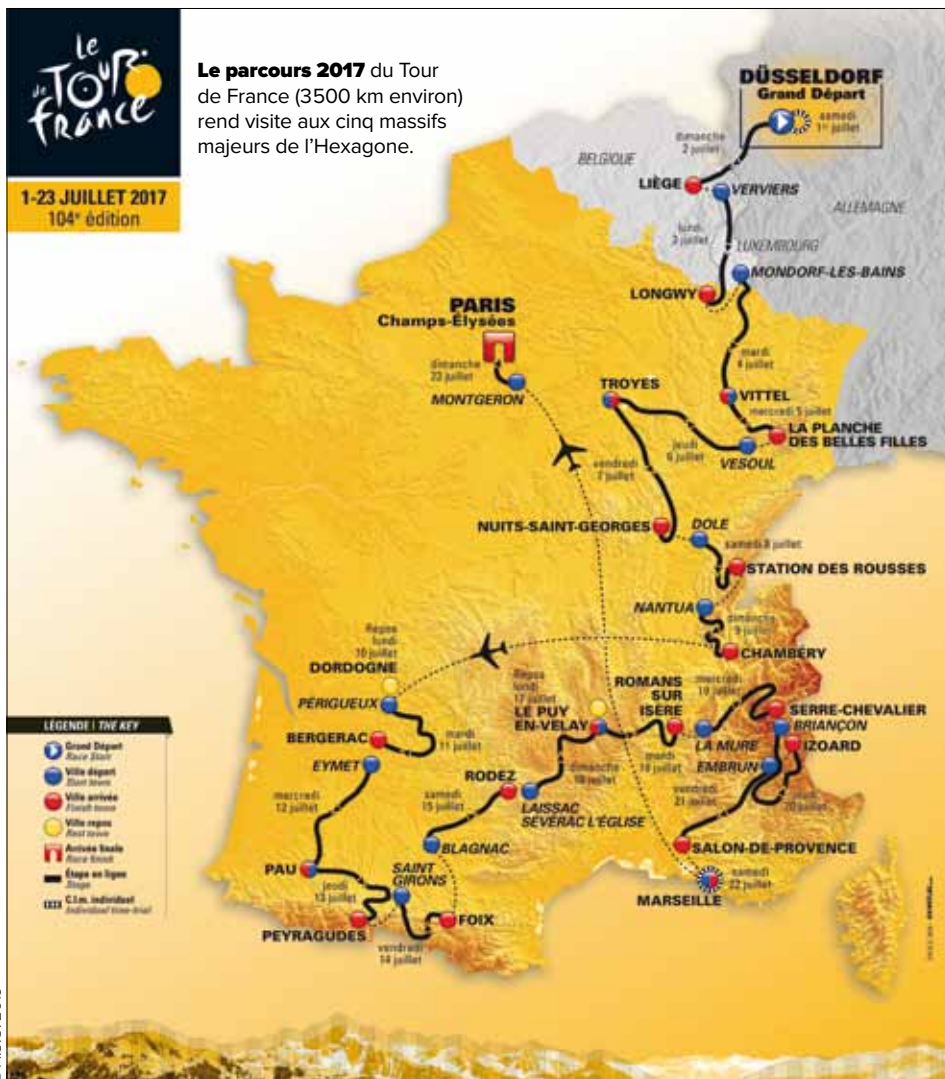 Le
TOUR
de
france
1-23 JUILLET 2017
104e édition
Le parcours 2017 du Tour
de France (3500 km environ)
rend visite aux cinq massifs
majeurs de l'Hexagone.
DÜSSELDORF
Grand Départ
samedi
1er juillet
dimanche
2 juillet
BELGIQUE
LIÈGE
VERVIERS
ALLEMAGNE
lundi
3 juillet
LUXEMBOURG
MONDORF-LES-BAINS
LONGWY
PARIS
Champs-Élysées
dimanche
23 juillet
MONTGERON
mardi
4 juillet
TROYES
VITTEL
mercredi 5 juillet
LA PLANCHE
DES BELLES FILLES
jeudi
6 juillet
VESOUL
vendredi
7 juillet
NUITS-SAINT-GEORGES
DOLE
samedi 8 juillet
STATION DES ROUSSES
NANTUA
dimanche
9 juillet
CHAMBÉRY
Repos
lundi
10 juillet
DORDOGNE
PÉRIGUEUX
mardi
11 juillet
BERGERAC
EYMET
mercredi
12 juillet
PAU
jeudi
13 juillet
PEYRAGUDES
SAINT
GIRONS
vendredi
14 juillet
FOIX
BLAGNAC
samedi
15 juillet
RODEZ
LAISSAC
SÉVÉRAC L'ÉGLISE
dimanche
Repos
lundi
17 juillet
LE PUY
EN-VELAY
ROMANS
SUR
ISÈRE
mardi
mercredi
LA MURE
SERRE-CHEVALIER
BRIANÇON
IZOARD
EMBRUN
vendredi
21 juillet
SALON-DE-PROVENCE
samedi
22 juillet
MARSEILLE
LÉGENDE | THE KEY
Grand Départ
Race Start
Ville départ
Start town
Ville arrivée
Finish town
Ville repos
Rest town
Arrivée finale
Race finish
Étape en ligne
Stage
C.l.m. individuel
Individual time-trial